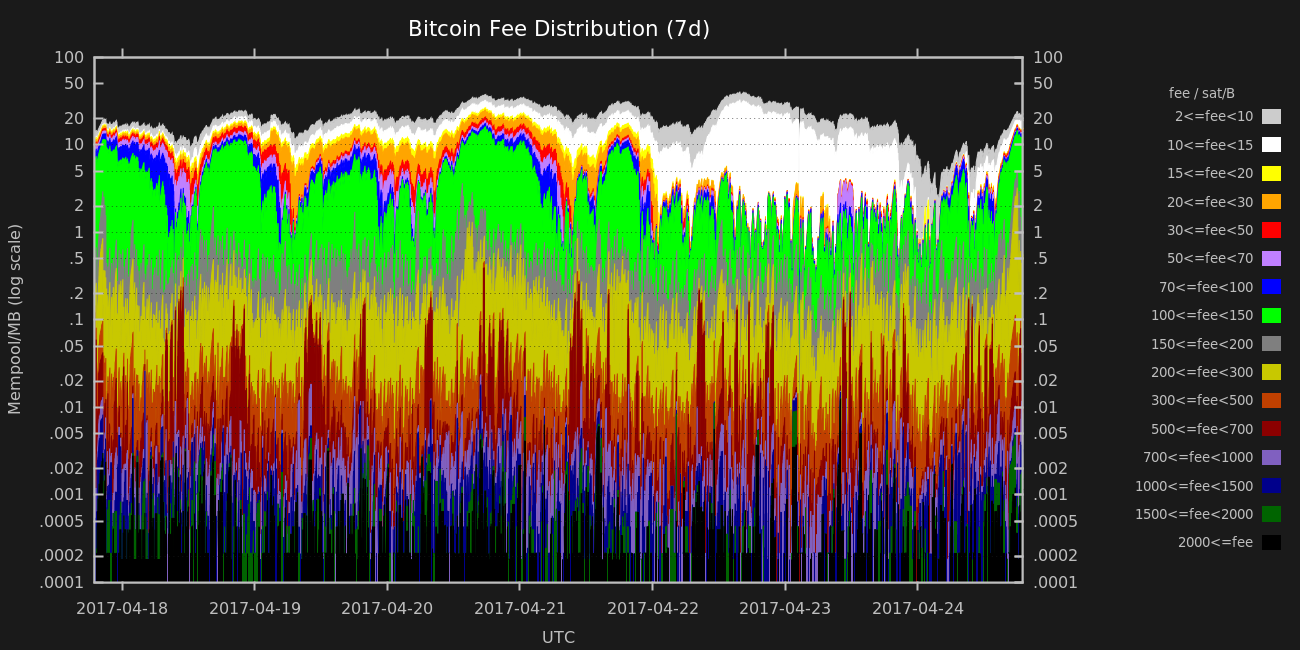 Bitcoin Fee Distribution (7d)
100
50
20
10
5
2
1
.5
.2
.1
.05
.02
.01
.005
.002
.001
.0005
.0002
.0001
Mempool/MB (log scale)
100
50
20
10
5
2
1
.5
.2
.1
.05
.02
.01
.005
.002
.001
.0005
.0002
.0001
2017-04-18 2017-04-19 2017-04-20 2017-04-21 2017-04-22 2017-04-23 2017-04-24
UTC
fee / sat/B
2<=fee<10
10<=fee<15
15<=fee<20
20<=fee<30
30<=fee<50
50<=fee<70
70<=fee<100
100<=fee<150
150<=fee<200
200<=fee<300
300<=fee<500
500<=fee<700
700<=fee<1000
1000<=fee<1500
1500<=fee<2000
2000<=fee